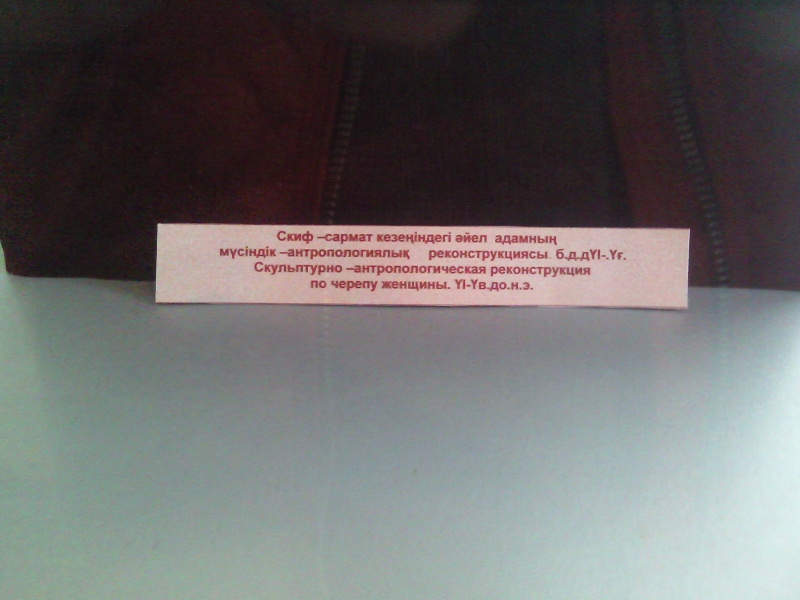 Скиф –сармат кезеңіндегі әйел адамның
мүсіндік –антропологиялық реконструкциясы. б.д.дҮІ-.Үғ.
Скульптурно –антропологическая реконструкция
по черепу женщины. ҮІ-Үв.до.н.э.